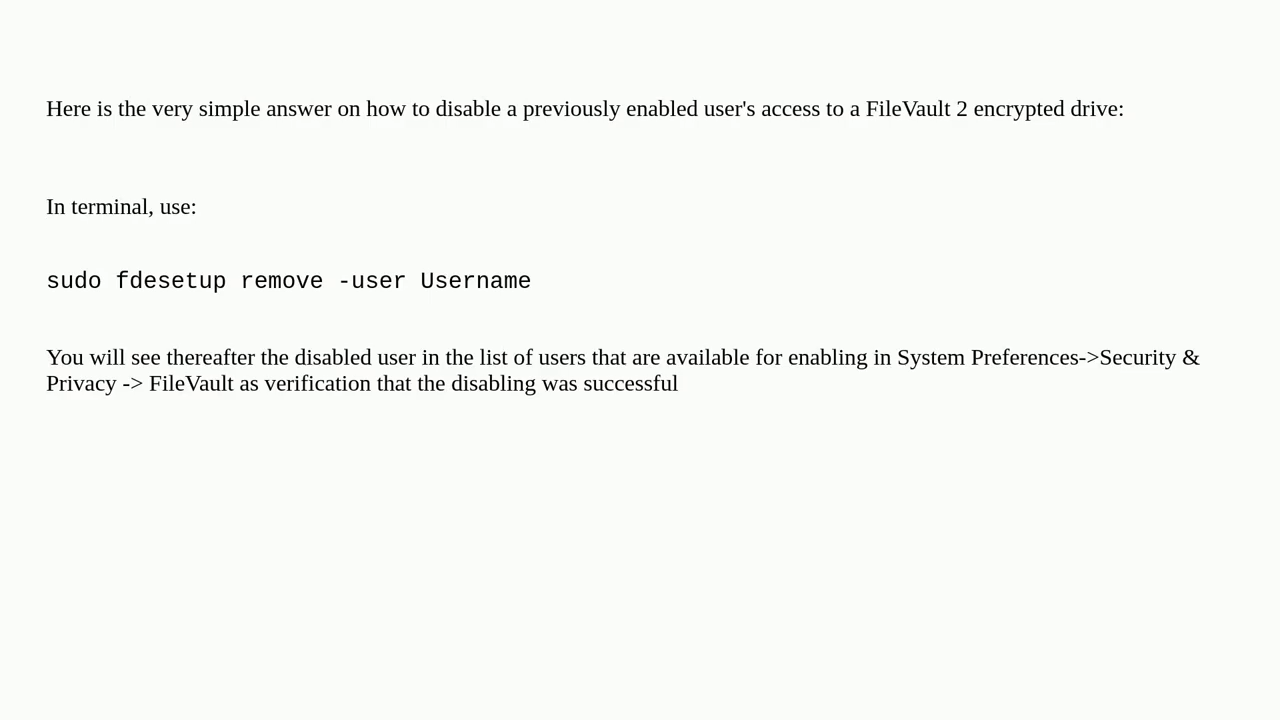 Here is the very simple answer on how to disable a previously enabled user's access to a FileVault 2 encrypted drive:
In terminal, use:
sudo fdesetup remove -user Username
You will see thereafter the disabled user in the list of users that are available for enabling in System Preferences->Security &
Privacy -> FileVault as verification that the disabling was successful